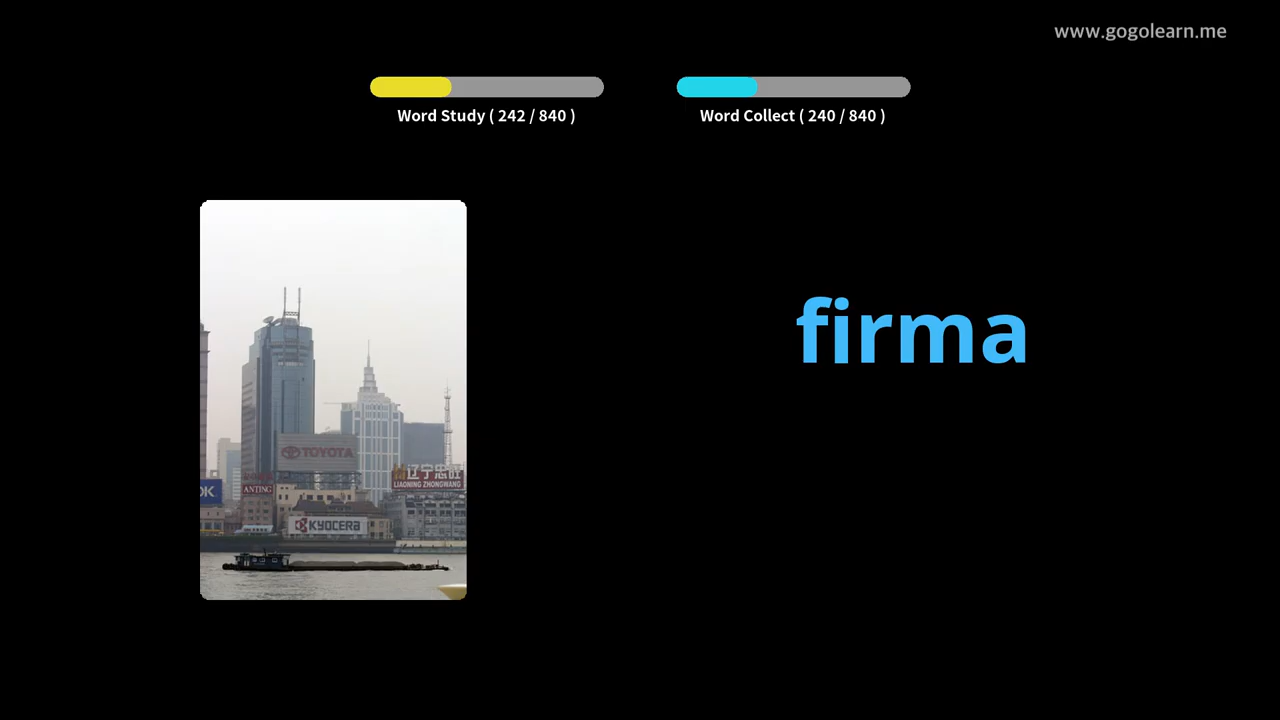 www.gogolearn.me
Word Study ( 242 / 840 )
Word Collect ( 240 / 840 )
firma
TOYOTA
辽宁忠旺
LIAONING ZHONGWANG
OK
ANTING
KYOCERA